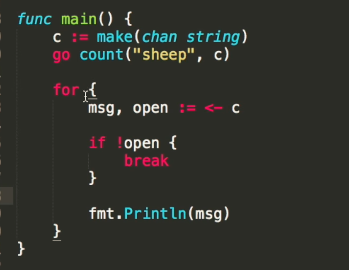 func main() {
    c := make(chan string)
    go count("sheep", c)

    for {
        msg, open := <- c

        if !open {
            break
        }

        fmt.Println(msg)
    }
}